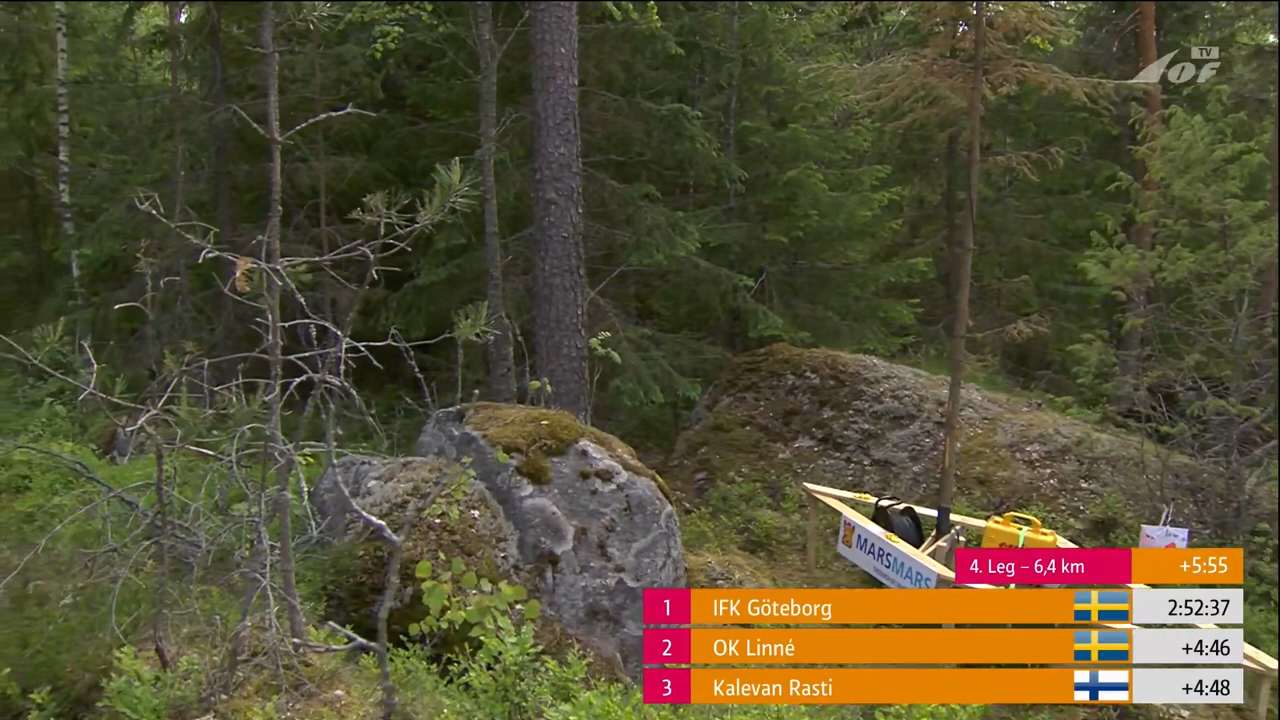 TV
IOF
MARSMARS
4. Leg – 6,4 km +5:55
1 IFK Göteborg 2:52:37
2 OK Linné +4:46
3 Kalevan Rasti +4:48